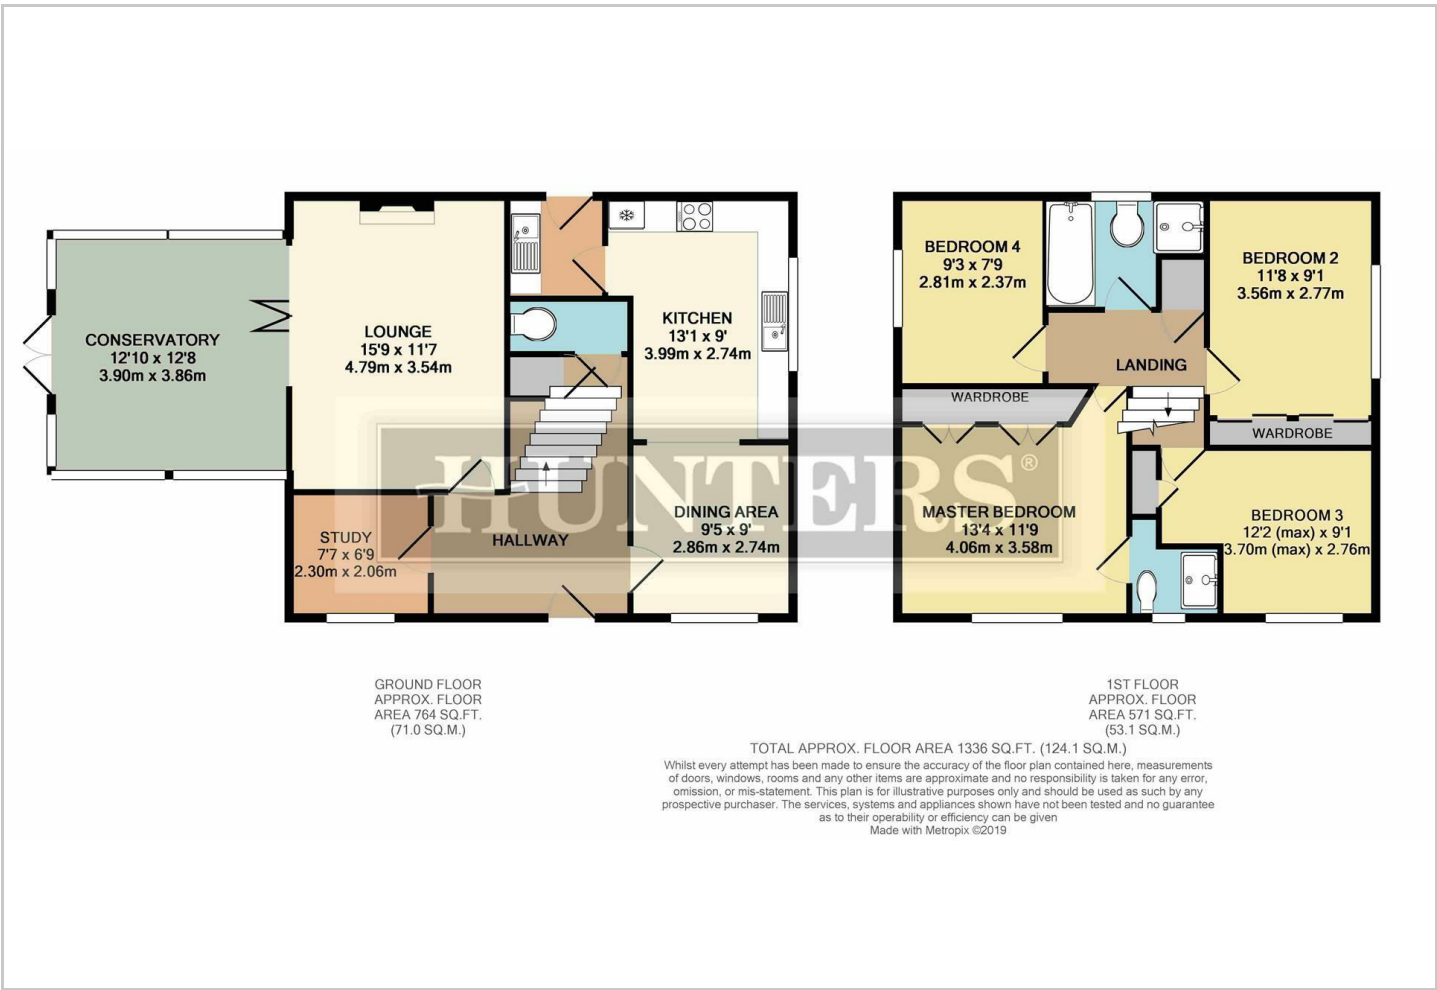 CONSERVATORY
12'10 x 12'8
3.90m x 3.86m
LOUNGE
15'9 x 11'7
4.79m x 3.54m
KITCHEN
13'1 x 9'
3.99m x 2.74m
STUDY
7'7 x 6'9
2.30m x 2.06m
HALLWAY
DINING AREA
9'5 x 9'
2.86m x 2.74m
BEDROOM 4
9'3 x 7'9
2.81m x 2.37m
BEDROOM 2
11'8 x 9'1
3.56m x 2.77m
LANDING
WARDROBE
WARDROBE
MASTER BEDROOM
13'4 x 11'9
4.06m x 3.58m
BEDROOM 3
12'2 (max) x 9'1
3.70m (max) x 2.76m
HUNTERS®
GROUND FLOOR
APPROX. FLOOR
AREA 764 SQ.FT.
(71.0 SQ.M.)
1ST FLOOR
APPROX. FLOOR
AREA 571 SQ.FT.
(53.1 SQ.M.)
TOTAL APPROX. FLOOR AREA 1336 SQ.FT. (124.1 SQ.M.)
Whilst every attempt has been made to ensure the accuracy of the floor plan contained here, measurements
of doors, windows, rooms and any other items are approximate and no responsibility is taken for any error,
omission, or mis-statement. This plan is for illustrative purposes only and should be used as such by any
prospective purchaser. The services, systems and appliances shown have not been tested and no guarantee
as to their operability or efficiency can be given
Made with Metropix ©2019